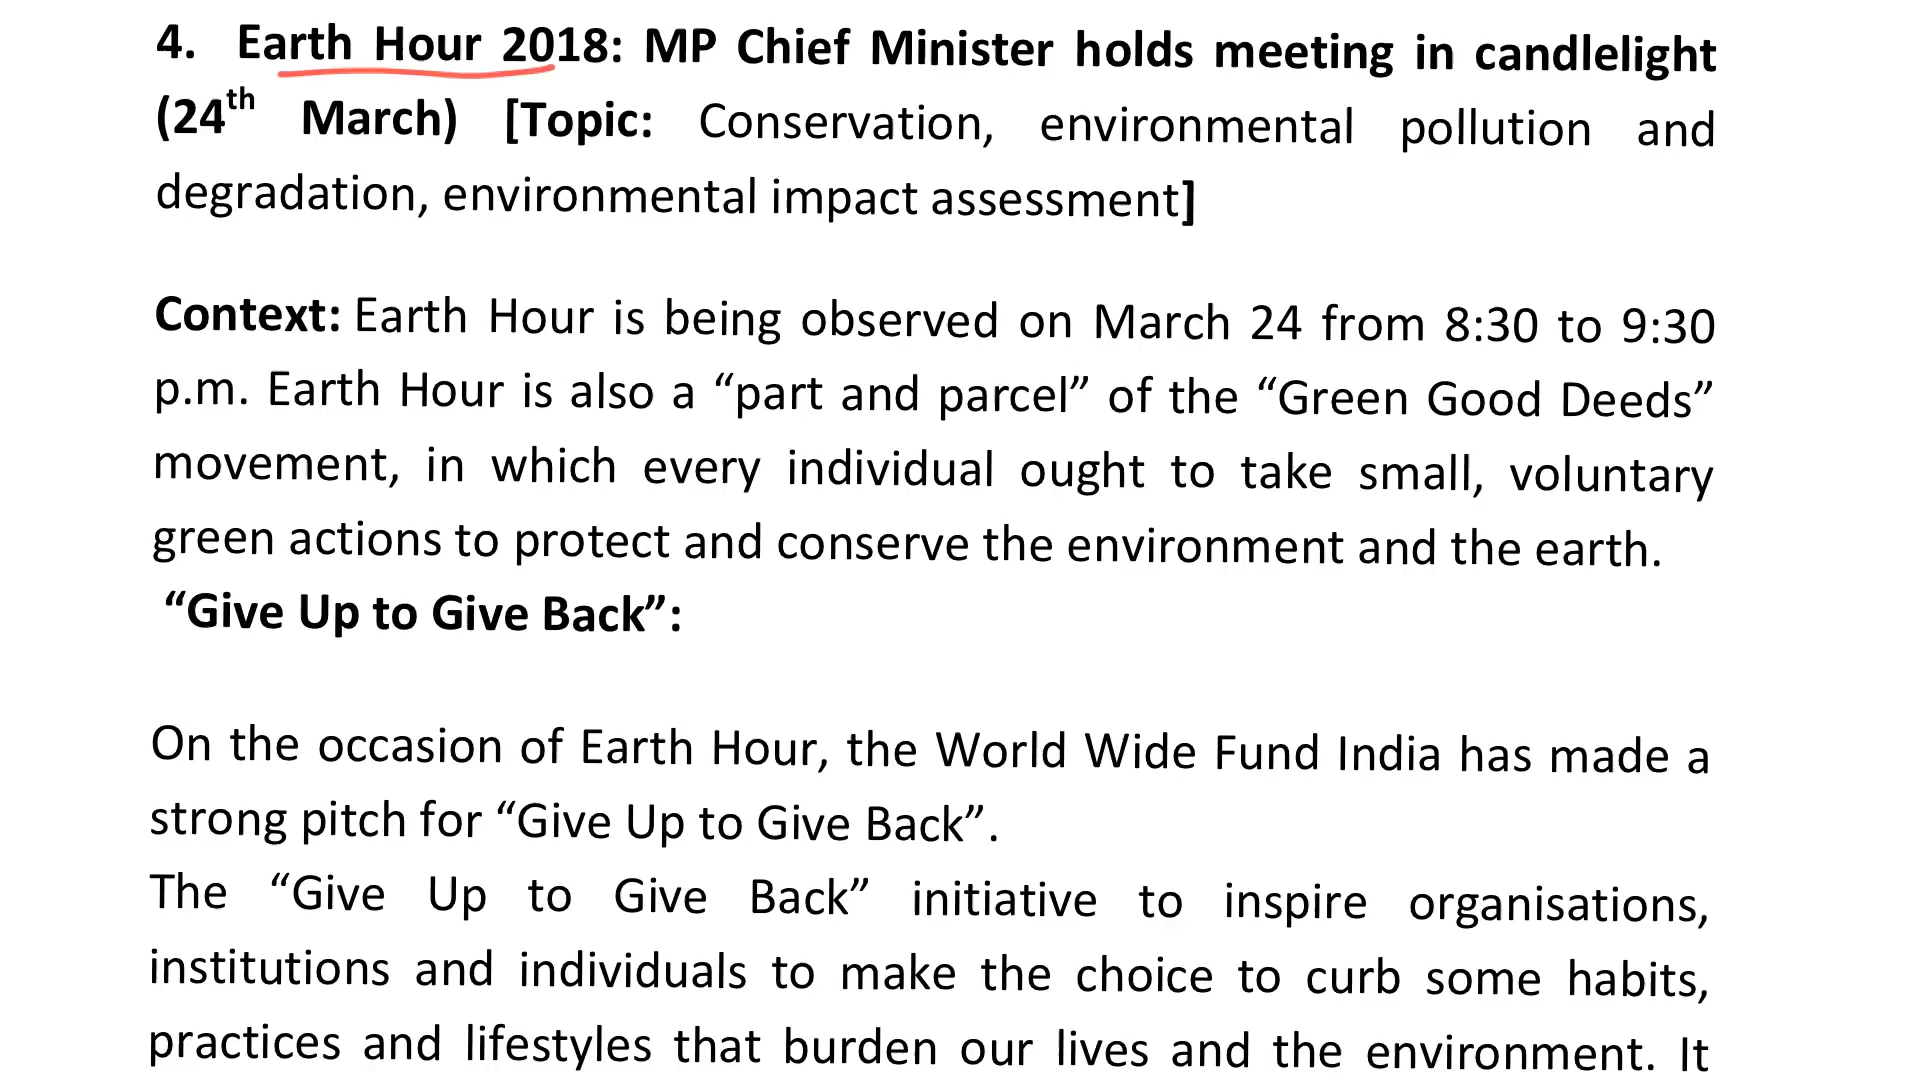 4. Earth Hour 2018: MP Chief Minister holds meeting in candlelight
(24th March) [Topic: Conservation, environmental pollution and
degradation, environmental impact assessment]
Context: Earth Hour is being observed on March 24 from 8:30 to 9:30
p.m. Earth Hour is also a “part and parcel” of the “Green Good Deeds”
movement, in which every individual ought to take small, voluntary
green actions to protect and conserve the environment and the earth.
“Give Up to Give Back”:
On the occasion of Earth Hour, the World Wide Fund India has made a
strong pitch for “Give Up to Give Back”.
The “Give Up to Give Back” initiative to inspire organisations,
institutions and individuals to make the choice to curb some habits,
practices and lifestyles that burden our lives and the environment. It